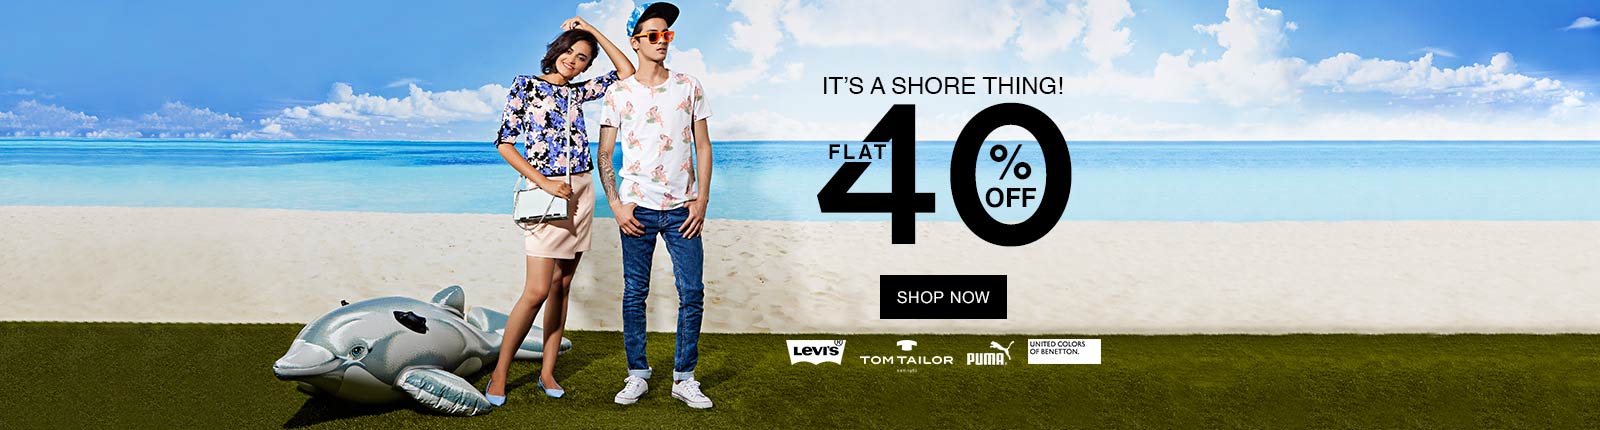 IT'S A SHORE THING!
FLAT
40
%
OFF
SHOP NOW
LEVI'S®
TOM TAILOR
PUMA®
UNITED COLORS
OF BENETTON.